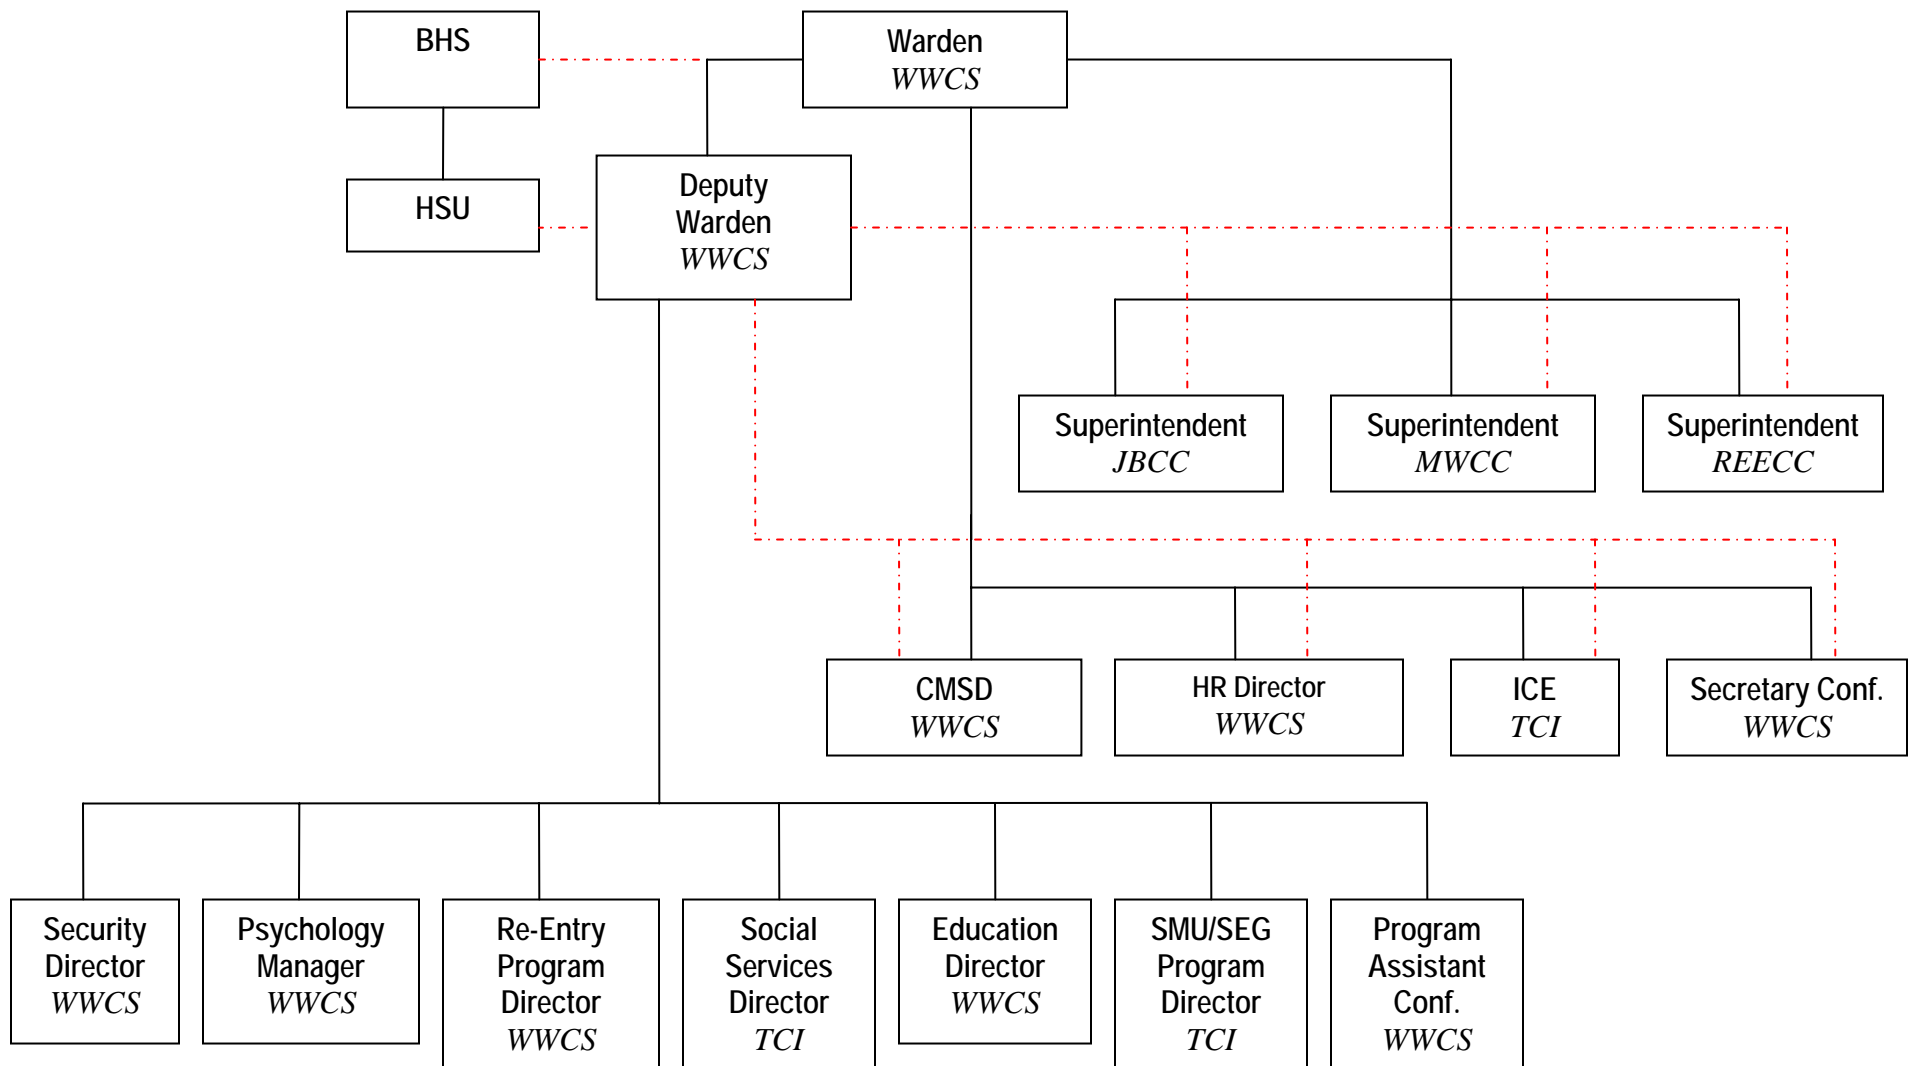 BHS
Warden
WWCS
HSU
Deputy
Warden
WWCS
Superintendent
JBCC
Superintendent
MWCC
Superintendent
REECC
CMSD
WWCS
HR Director
WWCS
ICE
TCI
Secretary Conf.
WWCS
Security
Director
WWCS
Psychology
Manager
WWCS
Re-Entry
Program
Director
WWCS
Social
Services
Director
TCI
Education
Director
WWCS
SMU/SEG
Program
Director
TCI
Program
Assistant
Conf.
WWCS